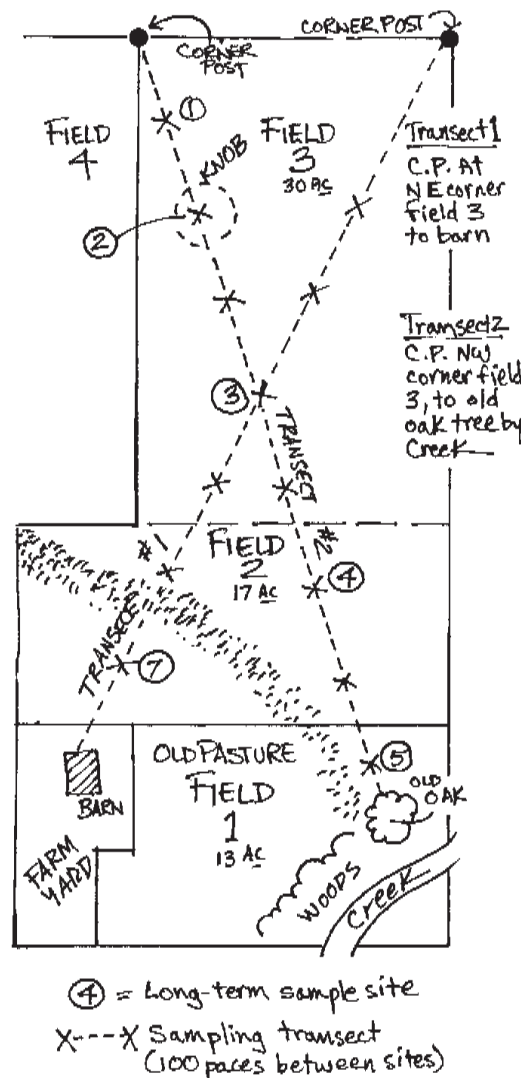 CORNER POST
CORNER
POST
①
FIELD
4
FIELD
3
30 AC
KNOB
②
Transect 1
C.P. At
NE corner
field 3
to barn
Transect 2
C.P. NW
corner field
3, to old
oak tree by
Creek
③
TRANSECT
#2
#1
TRANSECT
FIELD
2
17 AC
④
⑦
OLD PASTURE
FIELD
1
13 AC
⑤
OLD
OAK
BARN
FARM
YARD
WOODS
Creek
④ = Long-term sample site
X----X Sampling transect
(100 paces between sites)